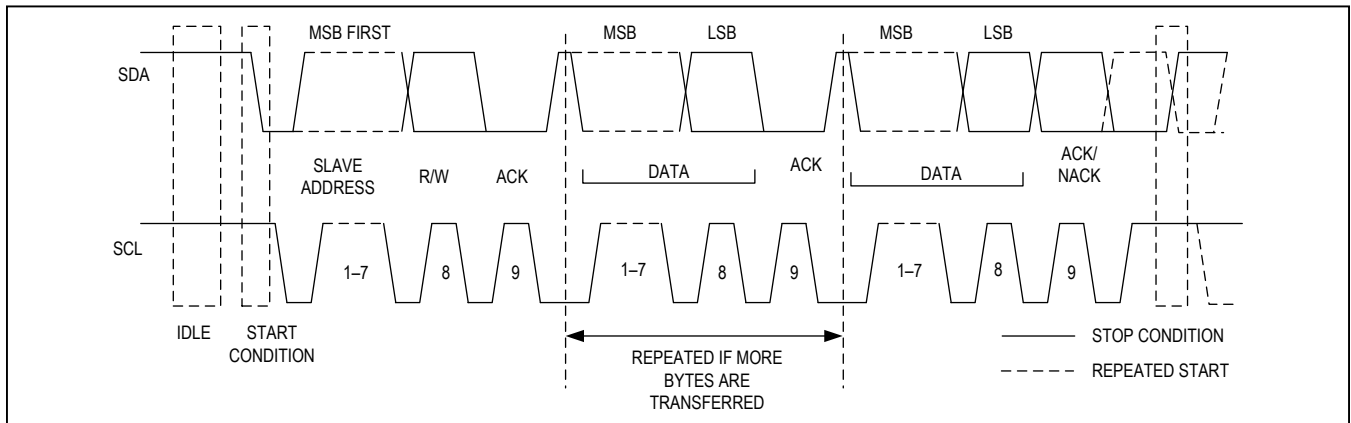 MSB FIRST MSB LSB MSB LSB
SDA
SLAVE ADDRESS R/W ACK DATA ACK DATA ACK/ NACK
SCL
1–7 8 9 1–7 8 9 1–7 8 9
IDLE START CONDITION
REPEATED IF MORE
BYTES ARE
TRANSFERRED
STOP CONDITION
REPEATED START